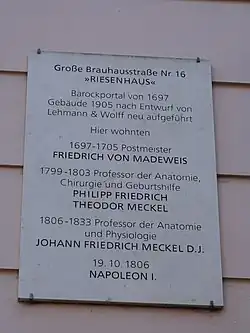 Große Brauhausstraße Nr. 16
»RIESENHAUS«
Barockportal von 1697
Gebäude 1905 nach Entwurf von
Lehmann & Wolff neu aufgeführt
Hier wohnten
1697-1705 Postmeister
FRIEDRICH VON MADEWEIS
1799-1803 Professor der Anatomie,
Chirurgie und Geburtshilfe
PHILIPP FRIEDRICH
THEODOR MECKEL
1806-1833 Professor der Anatomie
und Physiologie
JOHANN FRIEDRICH MECKEL D.J.
19. 10. 1806
NAPOLEON I.